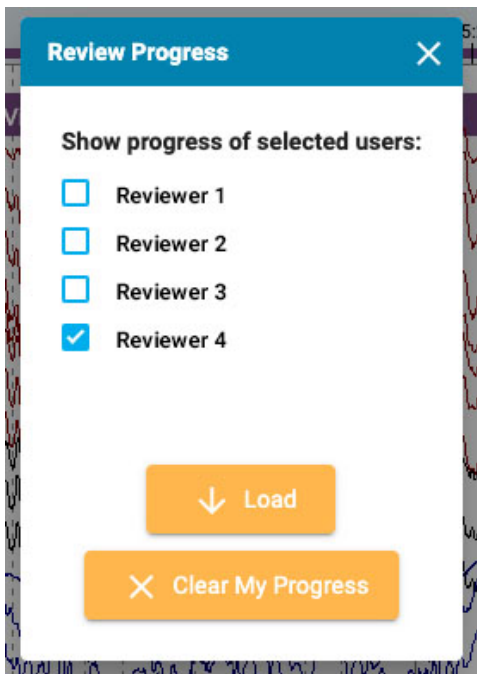 Review Progress
Show progress of selected users:
Reviewer 1
Reviewer 2
Reviewer 3
Reviewer 4
Load
Clear My Progress